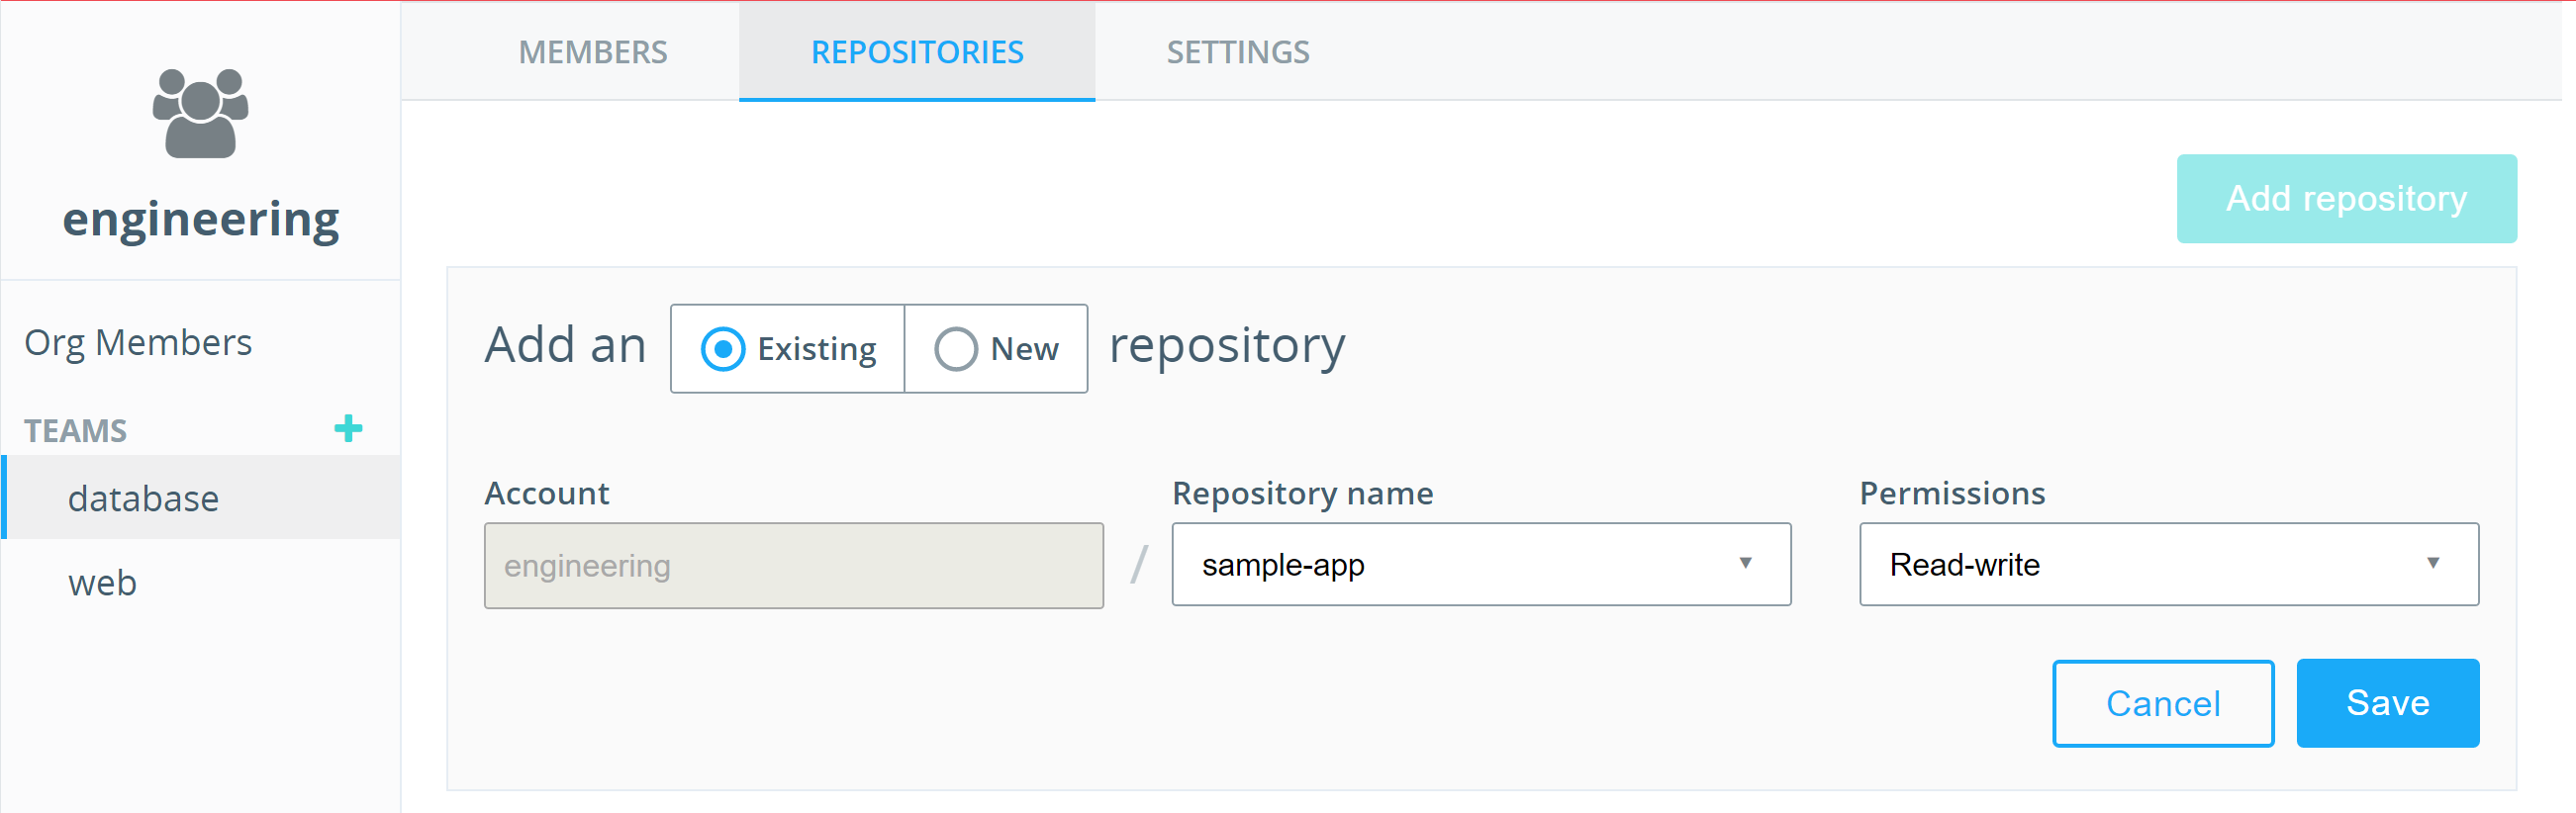 MEMBERS REPOSITORIES SETTINGS
engineering
Org Members
TEAMS
database
web
Add repository
Add an Existing New repository
Account Repository name Permissions
engineering / sample-app Read-write
Cancel Save